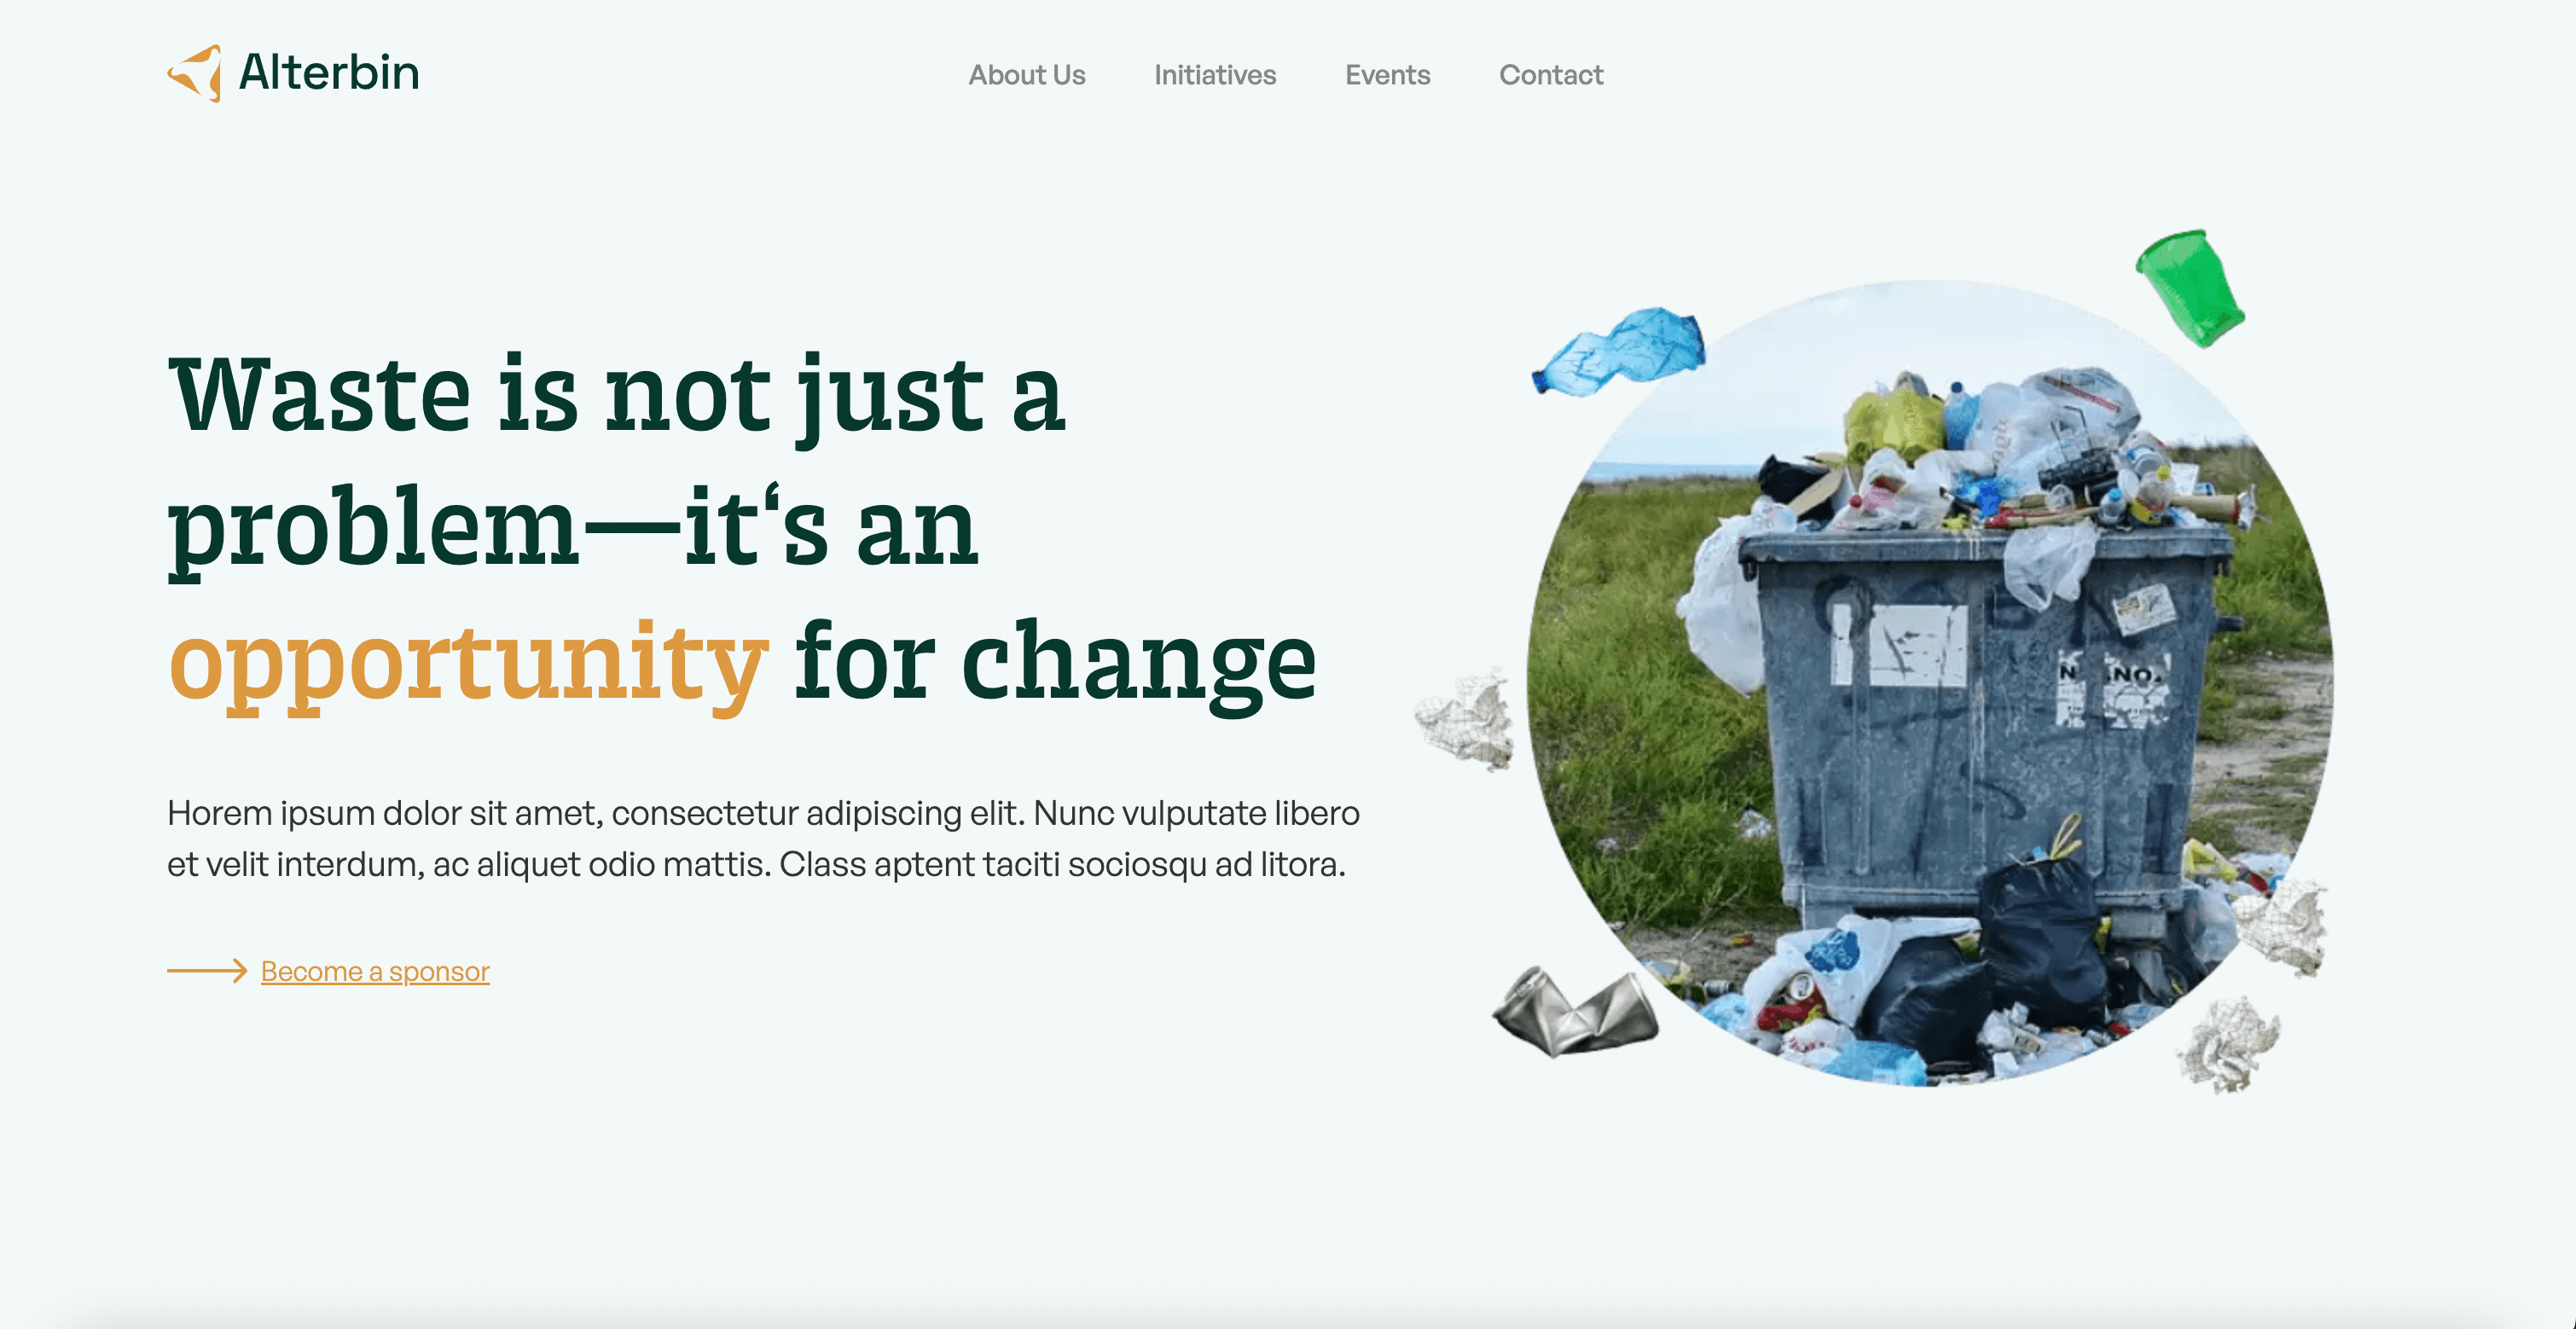 Alterbin
About Us
Initiatives
Events
Contact
Waste is not just a
problem—it‘s an
opportunity for change
Horem ipsum dolor sit amet, consectetur adipiscing elit. Nunc vulputate libero
et velit interdum, ac aliquet odio mattis. Class aptent taciti sociosqu ad litora.
Become a sponsor